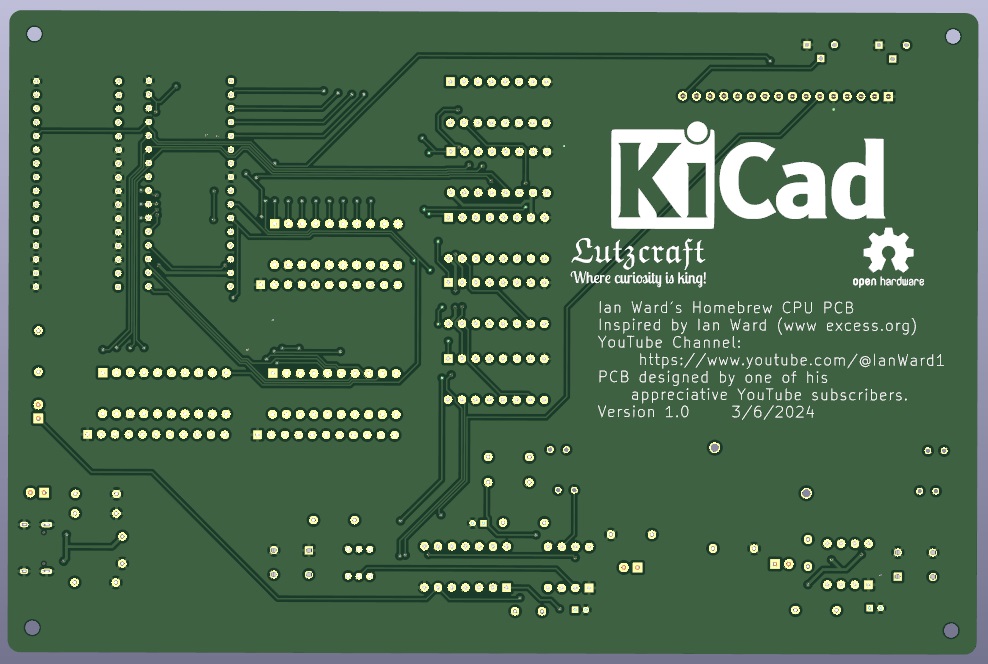 KiCad
Lutzcraft
Where curiosity is king!
open hardware
Ian Ward's Homebrew CPU PCB
Inspired by Ian Ward (www excess.org)
YouTube Channel:
https://www.youtube.com/@IanWard1
PCB designed by one of his
appreciative YouTube subscribers.
Version 1.0 3/6/2024